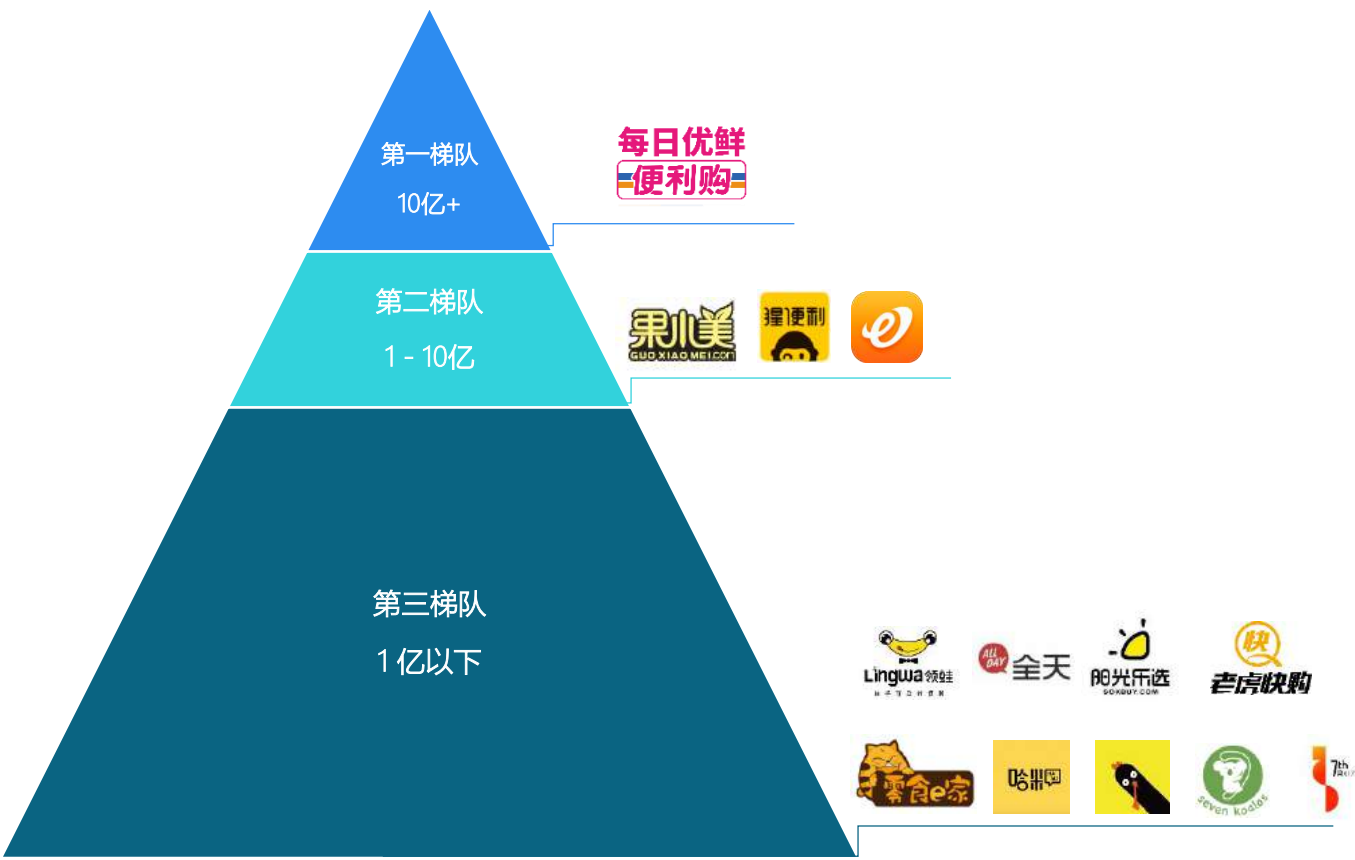 第一梯队
10亿+
每日优鲜
便利购
第二梯队
1 - 10亿
果小美
GUO XIAO MEI.COM
猩便利
e
第三梯队
1 亿以下
Lingwa 领蛙
ALL DAY 全天
阳光乐选
快
老虎快购
零食e家
哈米
seven koalas
7th